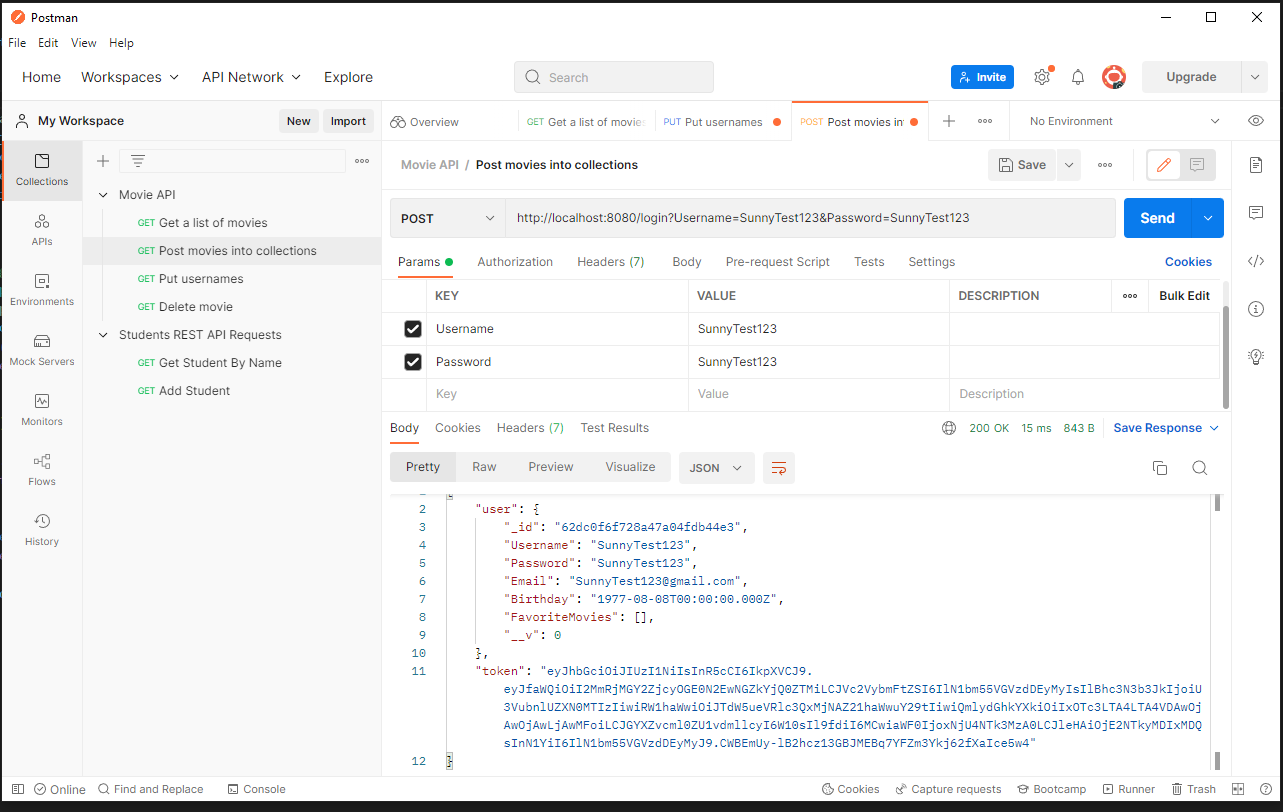 Postman
File Edit View Help
Home Workspaces API Network Explore Search Invite Upgrade
My Workspace New Import
Overview GET Get a list of movies PUT Put usernames POST Post movies in No Environment
Collections
APIs
Environments
Mock Servers
Monitors
Flows
History
Movie API
GET Get a list of movies
GET Post movies into collections
GET Put usernames
GET Delete movie
Students REST API Requests
GET Get Student By Name
GET Add Student
Movie API / Post movies into collections Save
POST http://localhost:8080/login?Username=SunnyTest123&Password=SunnyTest123 Send
Params Authorization Headers (7) Body Pre-request Script Tests Settings Cookies
KEY VALUE DESCRIPTION Bulk Edit
Username SunnyTest123
Password SunnyTest123
Key Value Description
Body Cookies Headers (7) Test Results 200 OK 15 ms 843 B Save Response
Pretty Raw Preview Visualize JSON
2 "user": {
3 "_id": "62dc0f6f728a47a04fdb44e3",
4 "Username": "SunnyTest123",
5 "Password": "SunnyTest123",
6 "Email": "SunnyTest123@gmail.com",
7 "Birthday": "1977-08-08T00:00:00.000Z",
8 "FavoriteMovies": [],
9 "__v": 0
10 },
11 "token": "eyJhbGciOiJIUzI1NiIsInR5cCI6IkpXVCJ9.
eyJfaWQiOiI2MmRjMGY2ZjcyOGE0N2EwNGZkYjQ0ZTMiLCJVc2VybmFtZSI6IlN1bm55VGVzdDEyMyIsIlBhc3N3b3JkIjoiU
3VubnlUZXN0MTIzIiwiRW1haWwiOiJTdW5ueVRlc3QxMjNAZ21haWwuY29tIiwiQmlydGhkYXkiOiIxOTc3LTA4LTA4VDAwOj
AwOjAwLjAwMFoiLCJGYXZvcml0ZU1vdmllcyI6W10sIl9fdiI6MCwiaWF0IjoxNjU4NTk3MzA0LCJleHAiOjE2NTkyMDIxMDQ
sInN1YiI6IlN1bm55VGVzdDEyMyJ9.CWBEmUy-lB2hcz13GBJMEBq7YFZm3Ykj62fXaIce5w4"
12 }
Online Find and Replace Console Cookies Capture requests Bootcamp Runner Trash